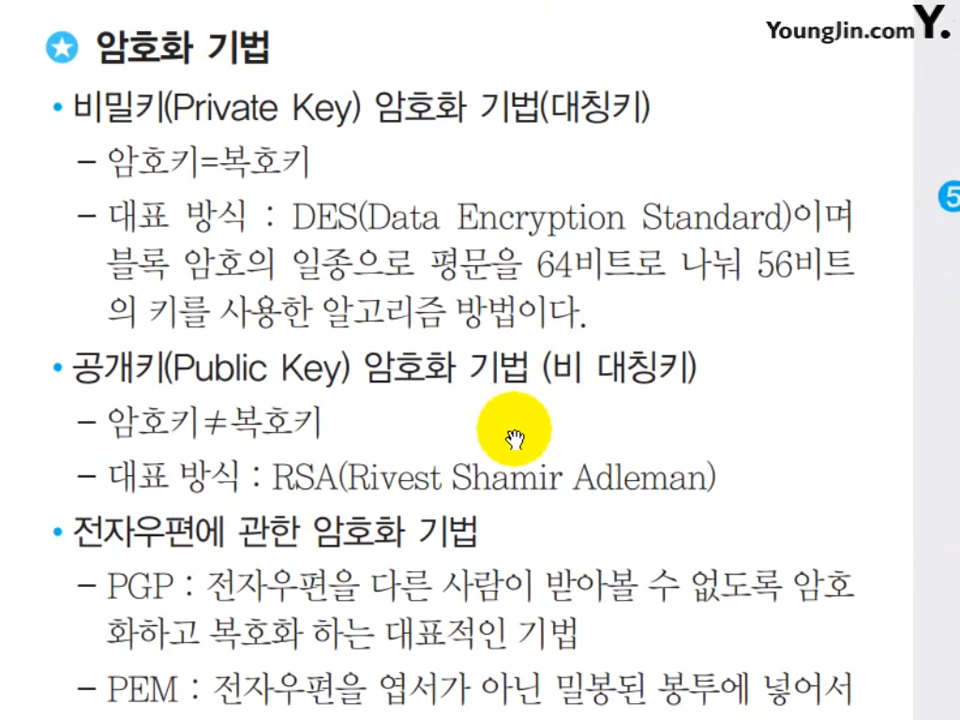 YoungJin.com Y.
암호화 기법
• 비밀키(Private Key) 암호화 기법(대칭키)
– 암호키=복호키
– 대표 방식 : DES(Data Encryption Standard)이며
블록 암호의 일종으로 평문을 64비트로 나눠 56비트
의 키를 사용한 알고리즘 방법이다.
• 공개키(Public Key) 암호화 기법 (비 대칭키)
– 암호키≠복호키
– 대표 방식 : RSA(Rivest Shamir Adleman)
• 전자우편에 관한 암호화 기법
– PGP : 전자우편을 다른 사람이 받아볼 수 없도록 암호
화하고 복호화 하는 대표적인 기법
– PEM : 전자우편을 엽서가 아닌 밀봉된 봉투에 넣어서
5